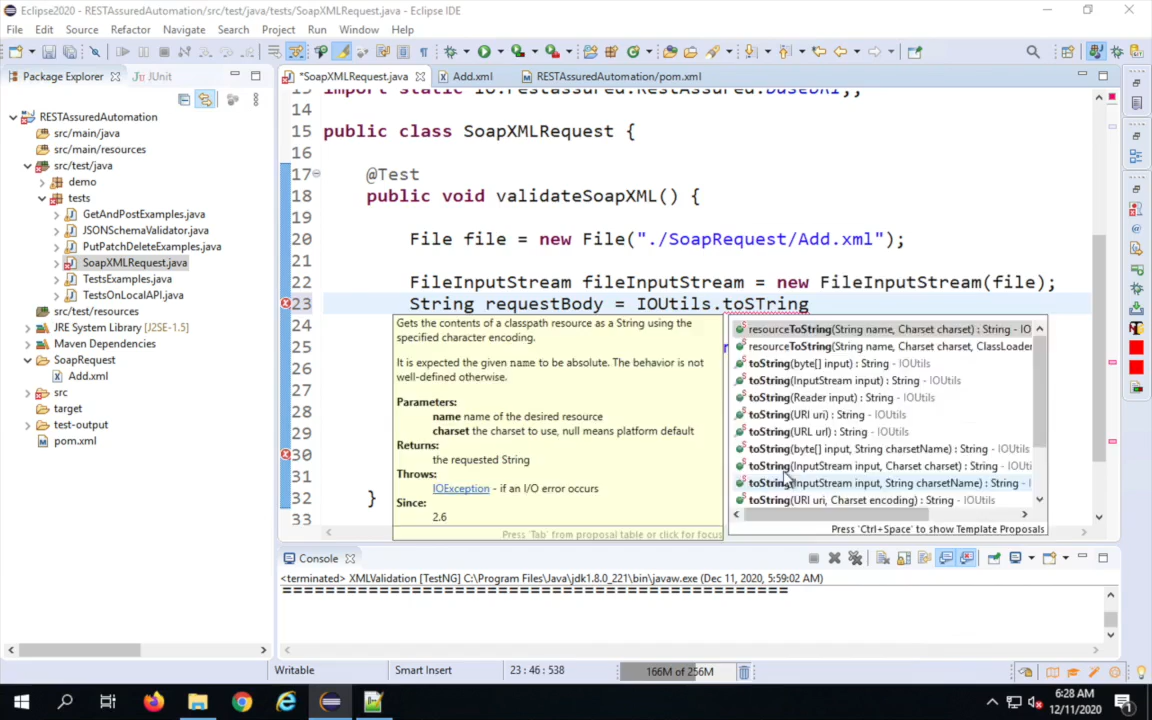 RESTAssuredAutomation/src/test/java/tests/SoapXMLRequest.java - Eclipse IDE
File Edit Source Refactor Navigate Search Project Run Window Help
Package Explorer JUnit
RESTAssuredAutomation
src/main/java
src/main/resources
src/test/java
demo
tests
GetAndPostExamples.java
JSONSchemaValidator.java
PutPatchDeleteExamples.java
SoapXMLRequest.java
TestsExamples.java
TestsOnLocalAPI.java
src/test/resources
JRE System Library [J2SE-1.5]
Maven Dependencies
SoapRequest
Add.xml
src
target
test-output
pom.xml
*SoapXMLRequest.java Add.xml RESTAssuredAutomation/pom.xml
import static io.restassured.RestAssured.baseURI;;
14
15 public class SoapXMLRequest {
16
17 @Test
18 public void validateSoapXML() {
19
20 File file = new File("./SoapRequest/Add.xml");
21
22 FileInputStream fileInputStream = new FileInputStream(file);
23 String requestBody = IOUtils.toSTring
24
25
26
27
28
29
30
31
32 }
33
Gets the contents of a classpath resource as a String using the
specified character encoding.
It is expected the given name to be absolute. The behavior is not
well-defined otherwise.
Parameters:
name name of the desired resource
charset the charset to use, null means platform default
Returns:
the requested String
Throws:
IOException - if an I/O error occurs
Since:
2.6
Press 'Tab' from proposal table or click for focus
resourceToString(String name, Charset charset) : String - IO
resourceToString(String name, Charset charset, ClassLoader
toString(byte[] input) : String - IOUtils
toString(InputStream input) : String - IOUtils
toString(Reader input) : String - IOUtils
toString(URI uri) : String - IOUtils
toString(URL url) : String - IOUtils
toString(byte[] input, String charsetName) : String - IOUtils
toString(InputStream input, Charset charset) : String - IOUti
toString(InputStream input, String charsetName) : String - I
toString(URI uri, Charset encoding) : String - IOUtils
Press 'Ctrl+Space' to show Template Proposals
Console
<terminated> XMLValidation [TestNG] C:\Program Files\Java\jdk1.8.0_221\bin\javaw.exe (Dec 11, 2020, 5:59:02 AM)
===============================================
Writable Smart Insert 23 : 46 : 538 166M of 256M
6:28 AM
12/11/2020
1